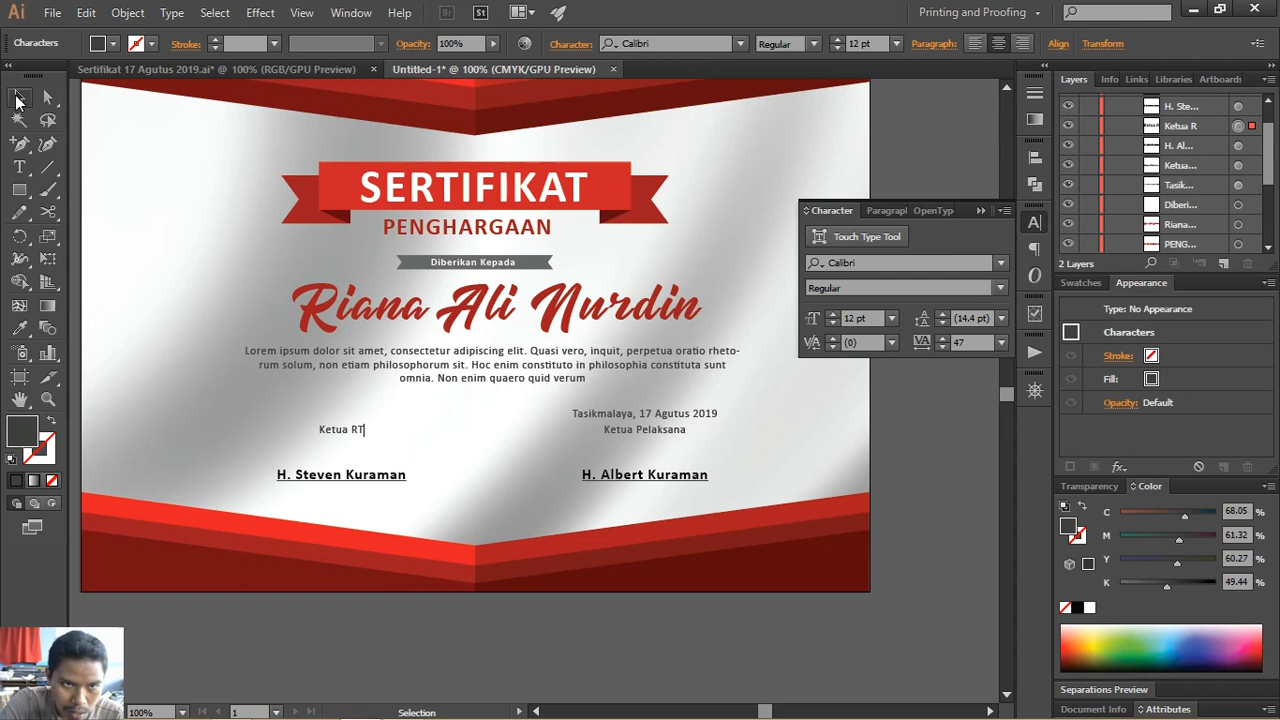 Ai File Edit Object Type Select Effect View Window Help Br St Printing and Proofing
Characters Stroke: Opacity: 100% Character: Calibri Regular 12 pt Paragraph: Align Transform
Sertifikat 17 Agutus 2019.ai* @ 100% (RGB/GPU Preview) × Untitled-1* @ 100% (CMYK/GPU Preview) ×
Layers Info Links Libraries Artboards
H. Ste...
Ketua R
H. Al...
Ketua...
Tasik...
Diberi...
Riana...
PENG...
2 Layers
SERTIFIKAT
PENGHARGAAN
Diberikan Kepada
Riana Ali Nurdin
Lorem ipsum dolor sit amet, consectetur adipiscing elit. Quasi vero, inquit, perpetua oratio rheto-
rum solum, non etiam philosophorum sit. Hoc enim constituto in philosophia constituta sunt
omnia. Non enim quaero quid verum
Tasikmalaya, 17 Agutus 2019
Ketua RT
Ketua Pelaksana
H. Steven Kuraman
H. Albert Kuraman
Character Paragraph OpenTyp
Touch Type Tool
Calibri
Regular
12 pt (14.4 pt)
(0) 47
Swatches Appearance
Type: No Appearance
Characters
Stroke:
Fill:
Opacity: Default
fx
Transparency Color
C 68.05 %
M 61.32 %
Y 60.27 %
K 49.44 %
Separations Preview
Document Info Attributes
100% 1 Selection